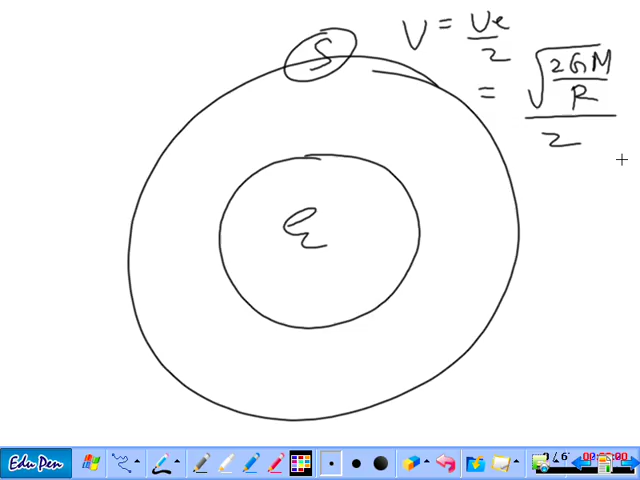 S
V = Ve/2
= √(2GM/R)/2
e
Edu Pen